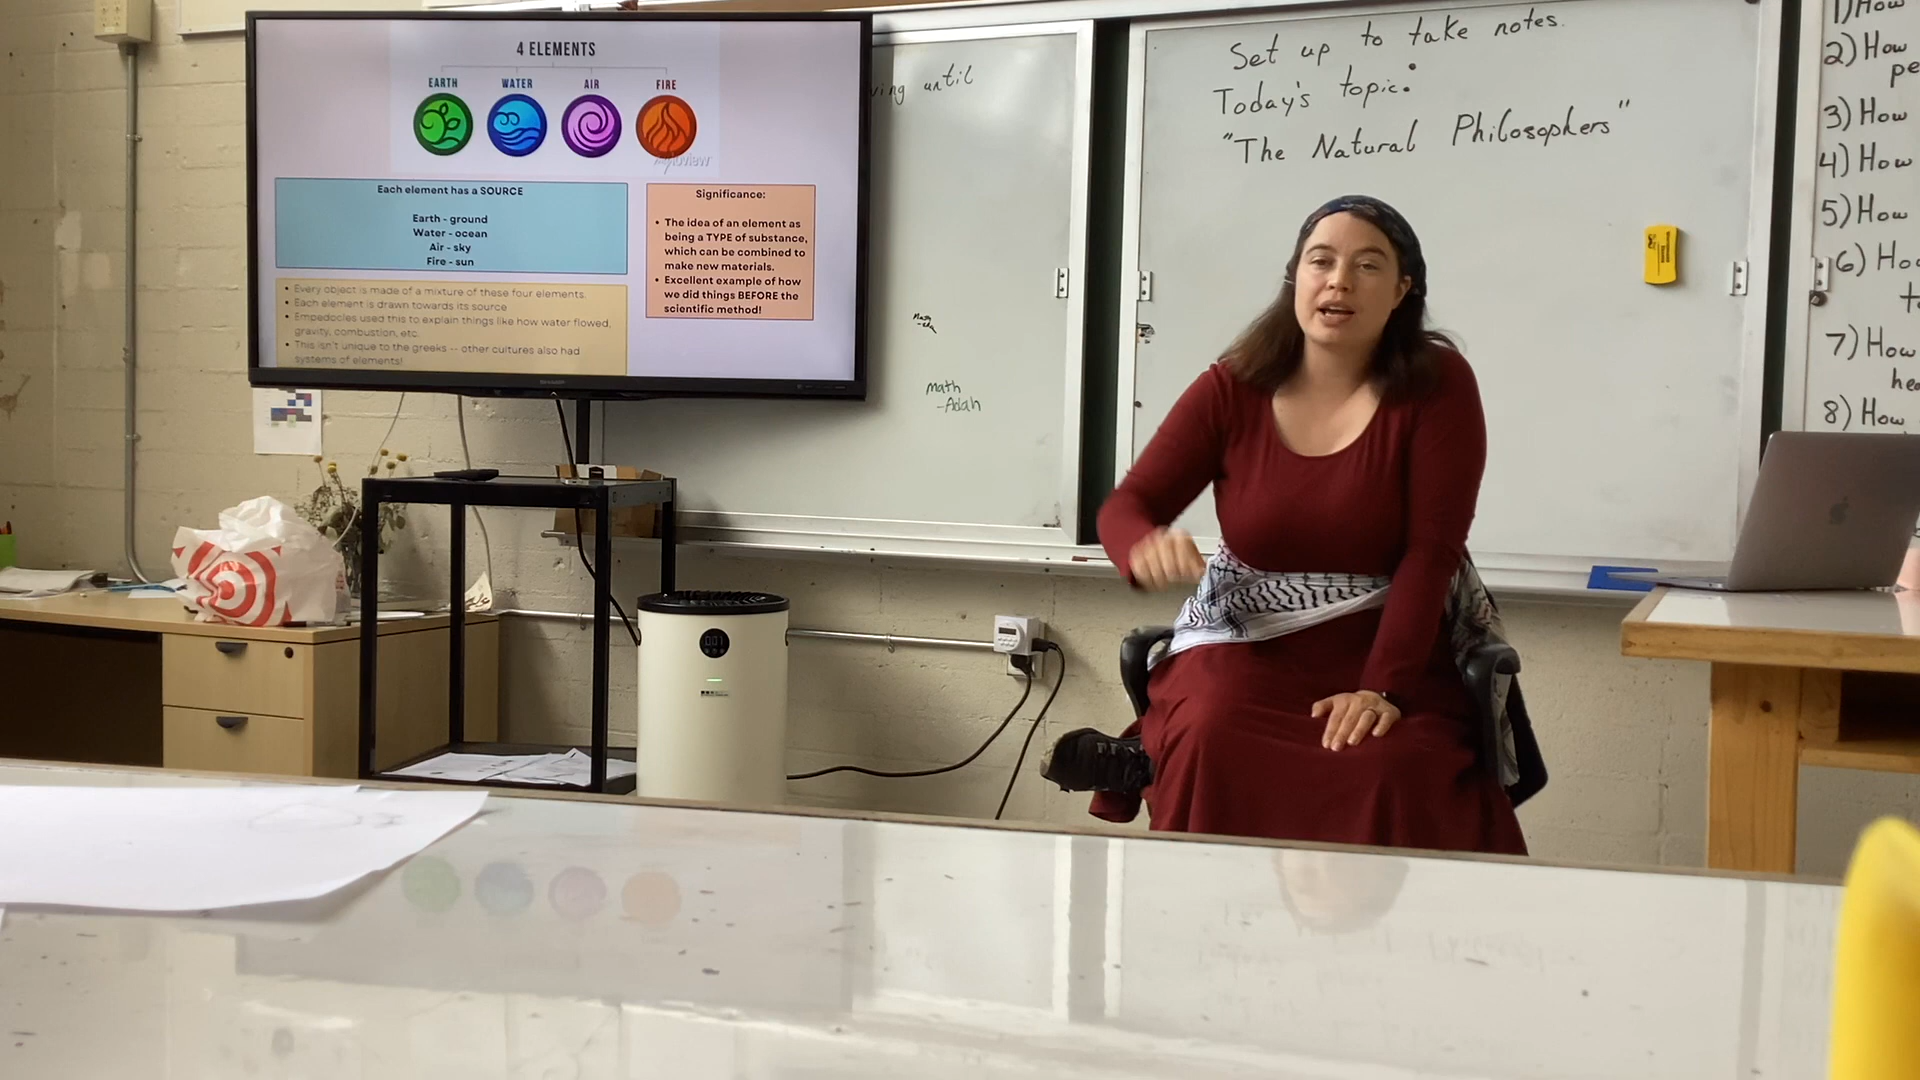 4 ELEMENTS
EARTH WATER AIR FIRE
Each element has a SOURCE
Earth - ground
Water - ocean
Air - sky
Fire - sun
• Every object is made of a mixture of these four elements.
• Each element is drawn towards its source
• Empedocles used this to explain things like how water flowed,
gravity, combustion, etc.
• This isn't unique to the greeks -- other cultures also had
systems of elements!
Significance:
• The idea of an element as
being a TYPE of substance,
which can be combined to
make new materials.
• Excellent example of how
we did things BEFORE the
scientific method!
SHARP
until
math
-Adah
Set up to take notes.
Today's topic:
"The Natural Philosophers"
1) How
2) How
pe
3) How
4) How
5) How
6) Ho
t
7) How
he
8) How